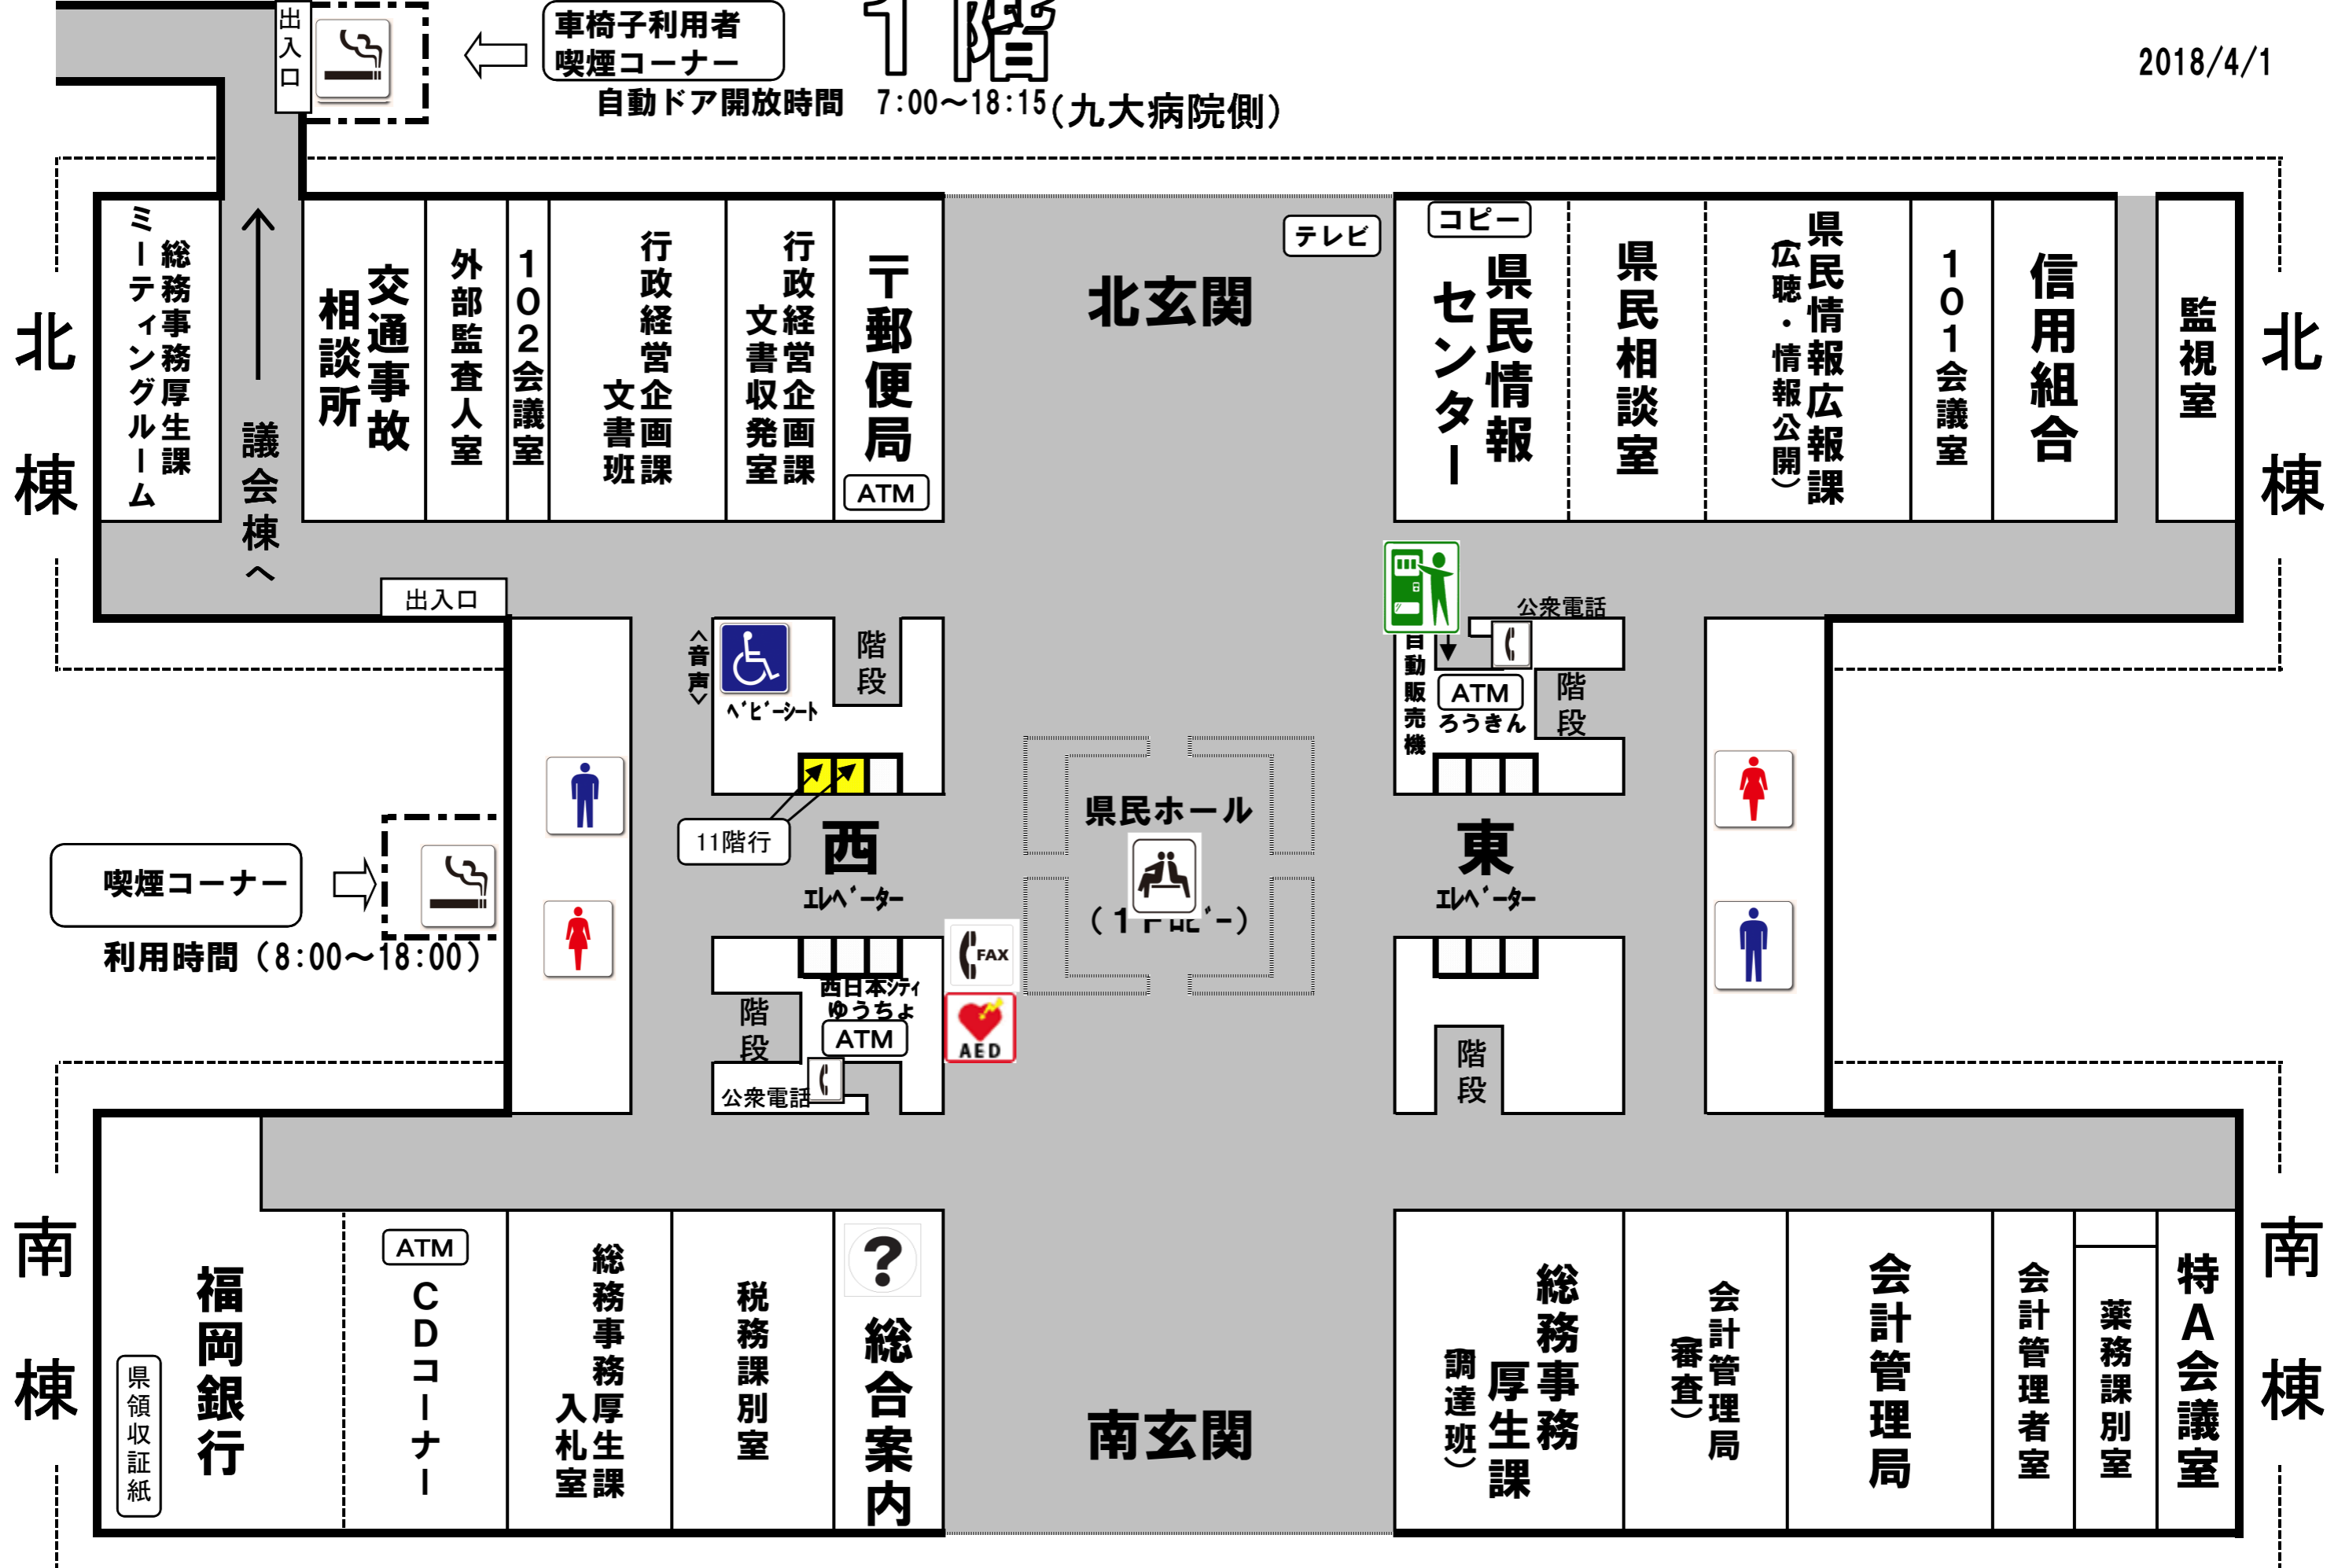 出入口
車椅子利用者
喫煙コーナー
1階
2018/4/1
自動ドア開放時間　7:00～18:15(九大病院側)
北棟
総務事務厚生課
ミーティングルーム
議会棟へ
交通事故
相談所
外部監査人室
102会議室
行政経営企画課
文書班
行政経営企画課
文書収発室
〒郵便局
ATM
北玄関
テレビ
コピー
県民情報
センター
県民相談室
県民情報広報課
（広聴・情報公開）
101会議室
信用組合
監視室
北棟
出入口
<音声>
ﾍﾞﾋﾞｰｼｰﾄ
階段
11階行
西
ｴﾚﾍﾞｰﾀｰ
県民ホール
自動販売機
公衆電話
ATM
ろうきん
階段
東
ｴﾚﾍﾞｰﾀｰ
喫煙コーナー
利用時間（8:00～18:00）
階段
西日本ｼﾃｨ
ゆうちょ
ATM
公衆電話
FAX
AED
階段
南棟
福岡銀行
県領収証紙
ATM
CDコーナー
総務事務厚生課
入札室
税務課別室
?
総合案内
南玄関
総務事務
厚生課
（調達班）
会計管理局
（審査）
会計管理局
会計管理者室
薬務課別室
特A会議室
南棟